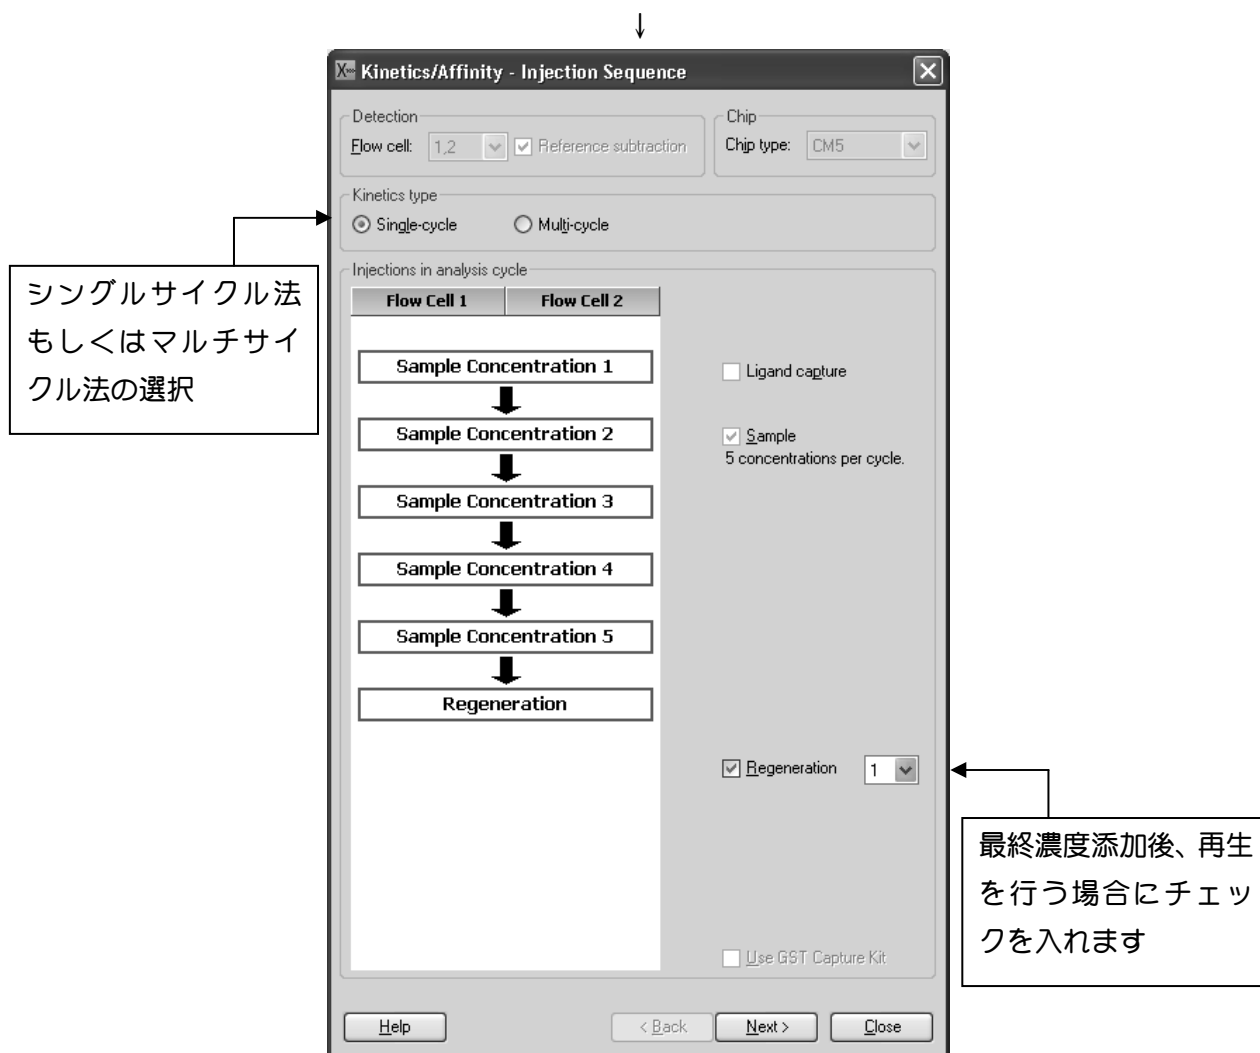 ↓
Kinetics/Affinity - Injection Sequence
Detection
Flow cell: 1,2 Reference subtraction
Chip
Chip type: CM5
Kinetics type
Single-cycle Multi-cycle
シングルサイクル法
もしくはマルチサイ
クル法の選択
Injections in analysis cycle
Flow Cell 1 Flow Cell 2
Sample Concentration 1
Sample Concentration 2
Sample Concentration 3
Sample Concentration 4
Sample Concentration 5
Regeneration
Ligand capture
Sample
5 concentrations per cycle.
Regeneration 1
最終濃度添加後、再生
を行う場合にチェッ
クを入れます
Use GST Capture Kit
Help < Back Next > Close